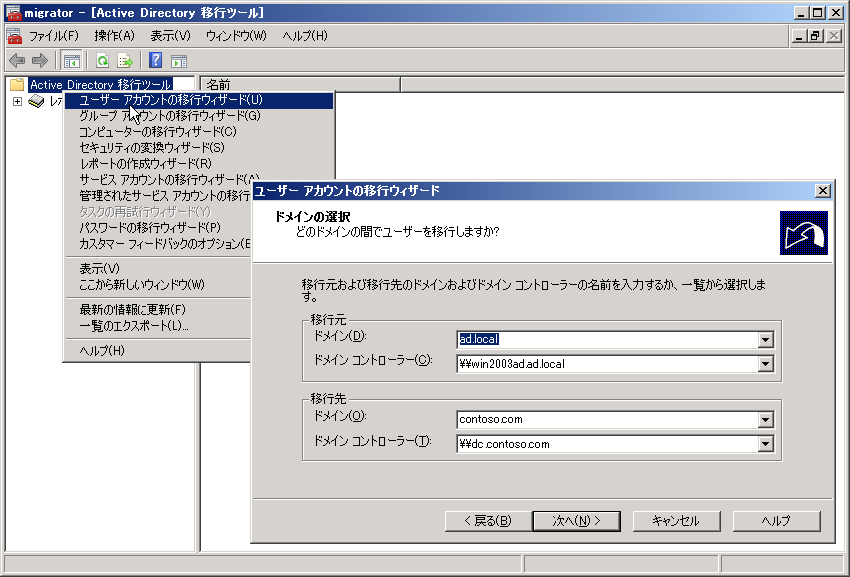 migrator - [Active Directory 移行ツール]
ファイル(F) 操作(A) 表示(V) ウィンドウ(W) ヘルプ(H)
Active Directory 移行ツール
名前
ユーザー アカウントの移行ウィザード(U)
グループ アカウントの移行ウィザード(G)
コンピューターの移行ウィザード(C)
セキュリティの変換ウィザード(S)
レポートの作成ウィザード(R)
サービス アカウントの移行ウィザード(A)
管理されたサービス アカウントの移行
タスクの再試行ウィザード(Y)
パスワードの移行ウィザード(P)
カスタマー フィードバックのオプション(E
表示(V)
ここから新しいウィンドウ(W)
最新の情報に更新(F)
一覧のエクスポート(L)...
ヘルプ(H)
ユーザー アカウントの移行ウィザード
ドメインの選択
どのドメインの間でユーザーを移行しますか?
移行元および移行先のドメインおよびドメイン コントローラーの名前を入力するか、一覧から選択しま
す。
移行元
ドメイン(D): ad.local
ドメイン コントローラー(C): ¥¥win2003ad.ad.local
移行先
ドメイン(O): contoso.com
ドメイン コントローラー(T): ¥¥dc.contoso.com
< 戻る(B) 次へ(N) > キャンセル ヘルプ